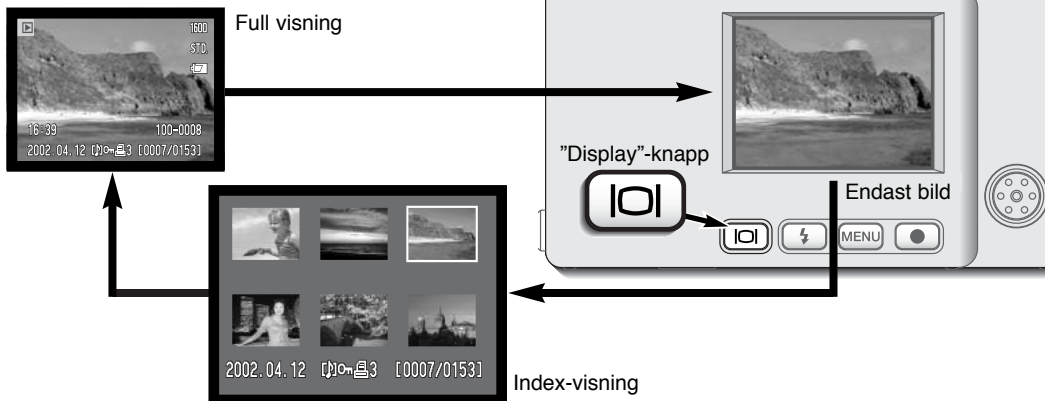 Full visning
1600
STD.
16:39
100-0008
2002.04.12 3 [0007/0153]
”Display”-knapp
Endast bild
MENU
2002.04.12 3 [0007/0153]
Index-visning